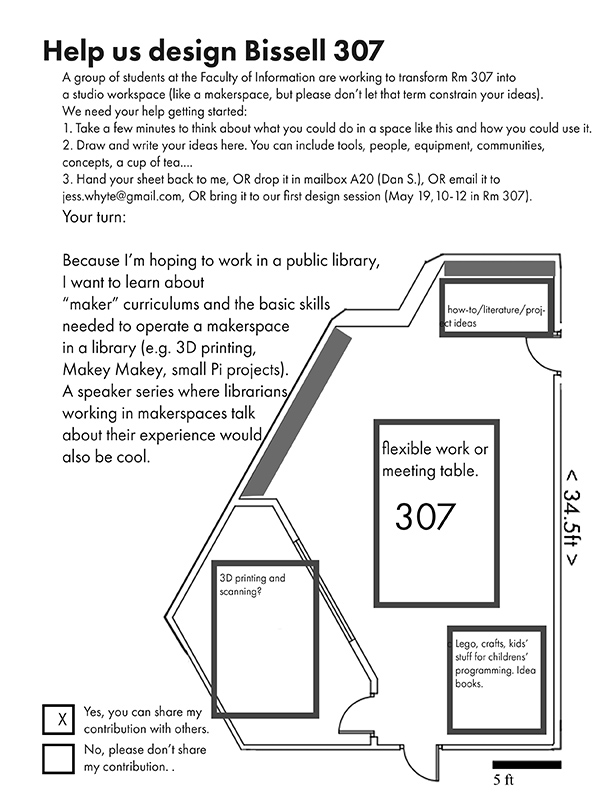 Help us design Bissell 307
A group of students at the Faculty of Information are working to transform Rm 307 into
a studio workspace (like a makerspace, but please don't let that term constrain your ideas).
We need your help getting started:
1. Take a few minutes to think about what you could do in a space like this and how you could use it.
2. Draw and write your ideas here. You can include tools, people, equipment, communities,
concepts, a cup of tea....
3. Hand your sheet back to me, OR drop it in mailbox A20 (Dan S.), OR email it to
jess.whyte@gmail.com, OR bring it to our first design session (May 19,10-12 in Rm 307).
Your turn:
Because I'm hoping to work in a public library,
I want to learn about
"maker" curriculums and the basic skills
needed to operate a makerspace
in a library (e.g. 3D printing,
Makey Makey, small Pi projects).
A speaker series where librarians
working in makerspaces talk
about their experience would
also be cool.
how-to/literature/proj-
ect ideas
flexible work or
meeting table.
307
< 34.5ft >
3D printing and
scanning?
Lego, crafts, kids'
stuff for childrens'
programming. Idea
books.
X
Yes, you can share my
contribution with others.
No, please don't share
my contribution. .
5 ft